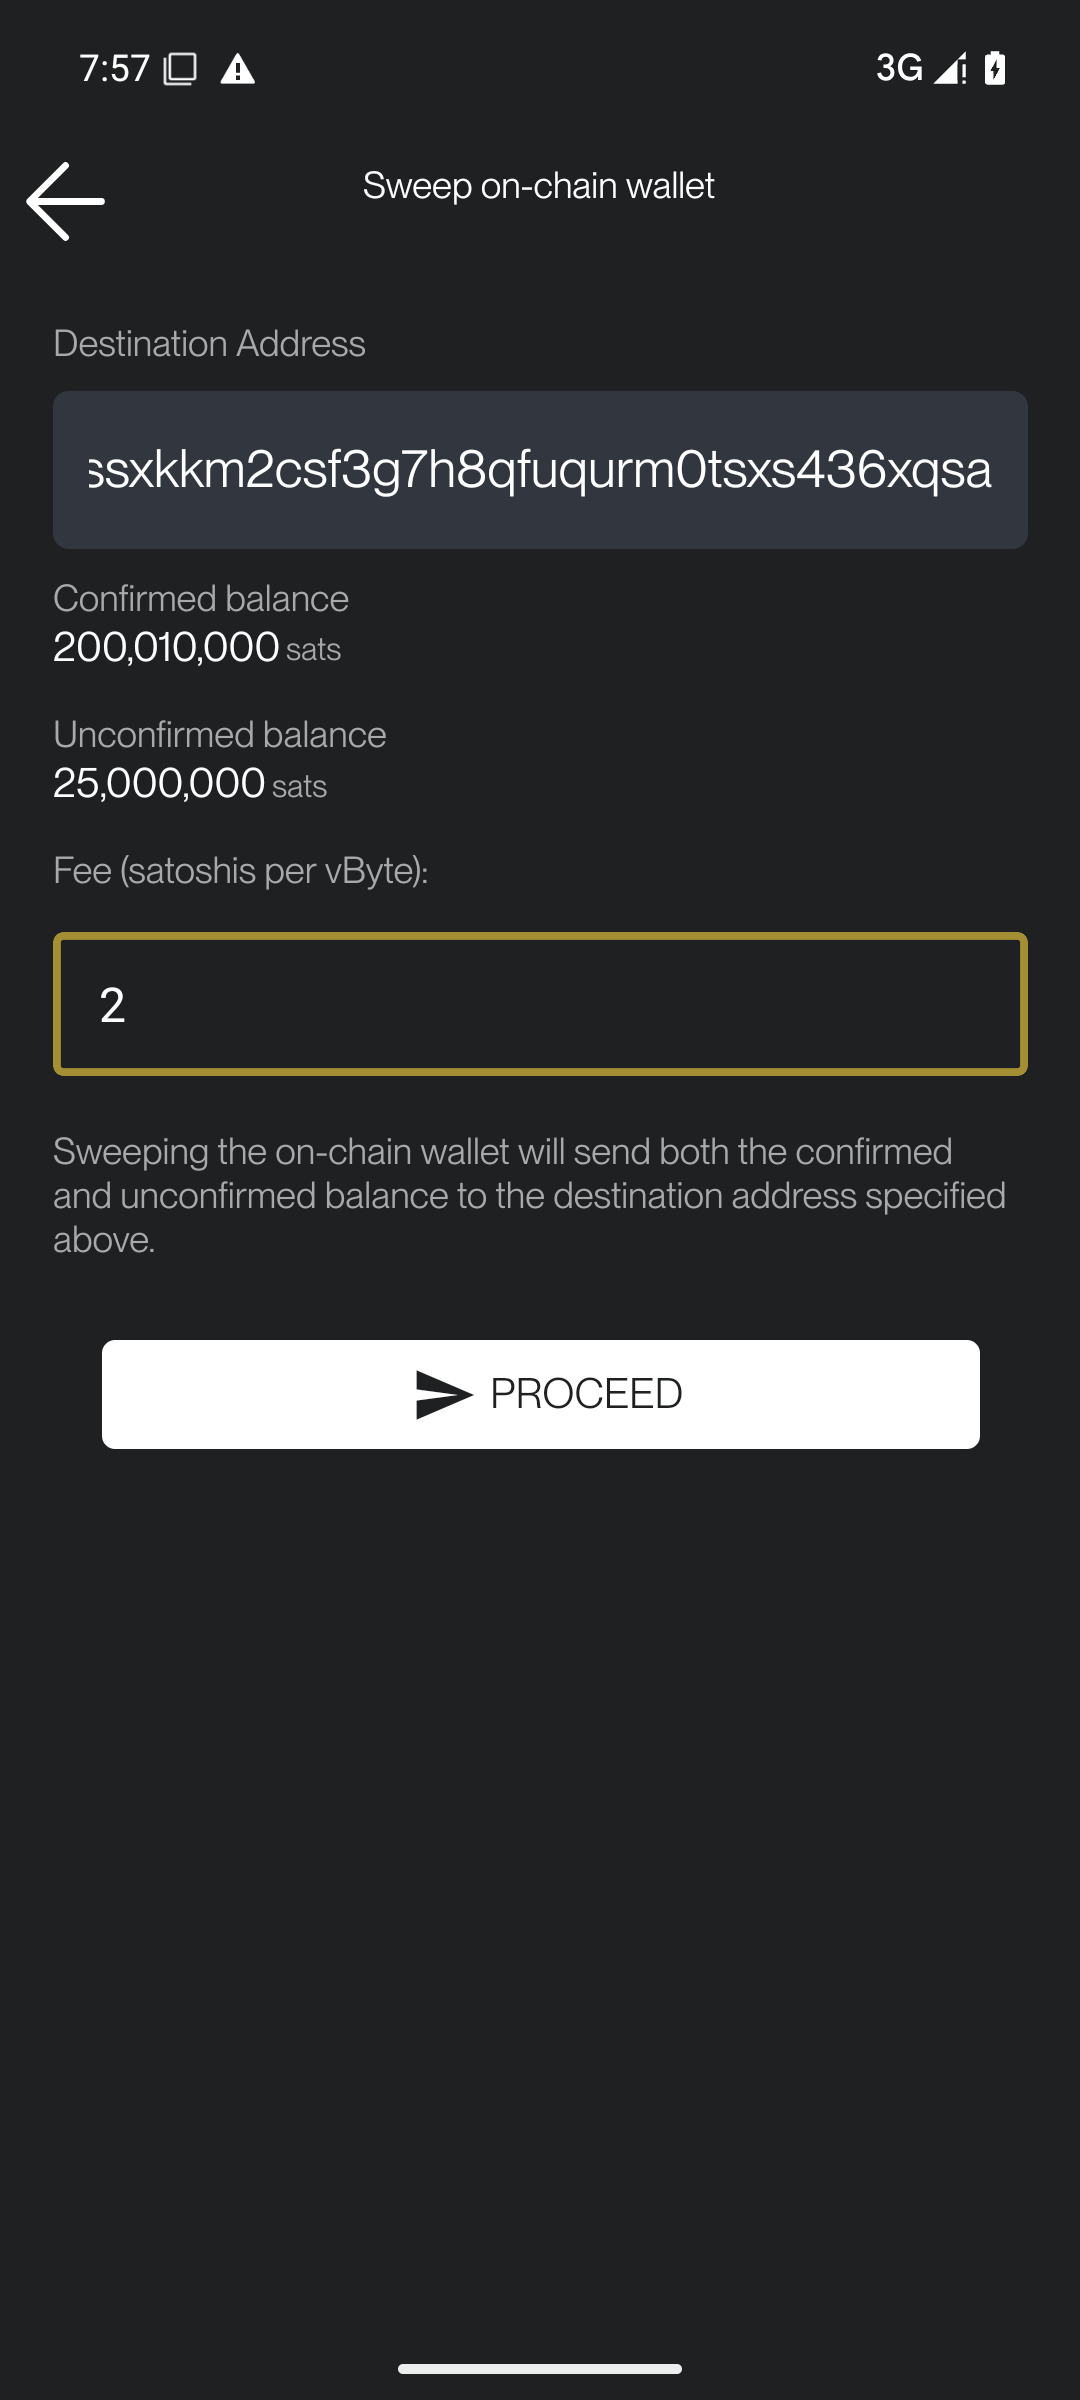 7:57
3G
Sweep on-chain wallet
Destination Address
ssxkkm2csf3g7h8qfuqurm0tsxs436xqsa
Confirmed balance
200,010,000 sats
Unconfirmed balance
25,000,000 sats
Fee (satoshis per vByte):
2
Sweeping the on-chain wallet will send both the confirmed
and unconfirmed balance to the destination address specified
above.
PROCEED